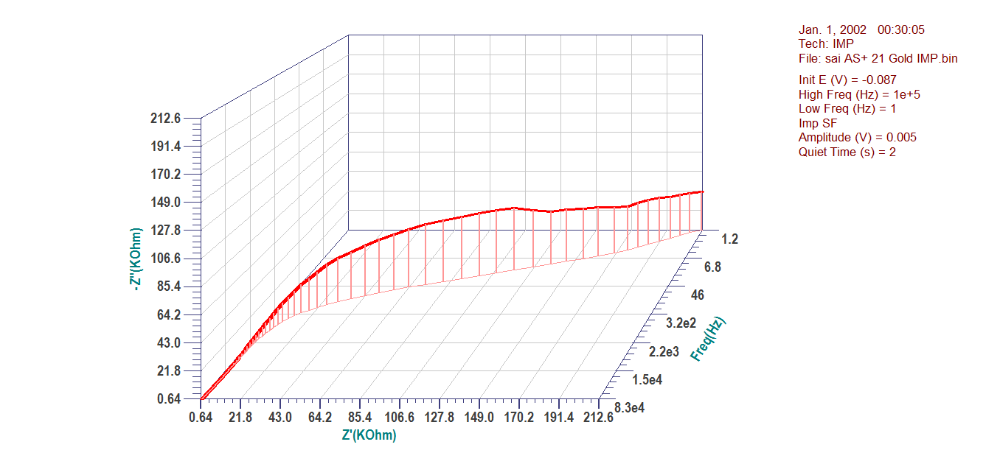 Jan. 1, 2002   00:30:05
Tech: IMP
File: sai AS+ 21 Gold IMP.bin
Init E (V) = -0.087
High Freq (Hz) = 1e+5
Low Freq (Hz) = 1
Imp SF
Amplitude (V) = 0.005
Quiet Time (s) = 2
212.6
191.4
170.2
149.0
127.8
106.6
85.4
64.2
43.0
21.8
0.64
-Z"(KOhm)
1.2
6.8
46
3.2e2
2.2e3
1.5e4
8.3e4
Freq(Hz)
0.64 21.8 43.0 64.2 85.4 106.6 127.8 149.0 170.2 191.4 212.6
Z'(KOhm)